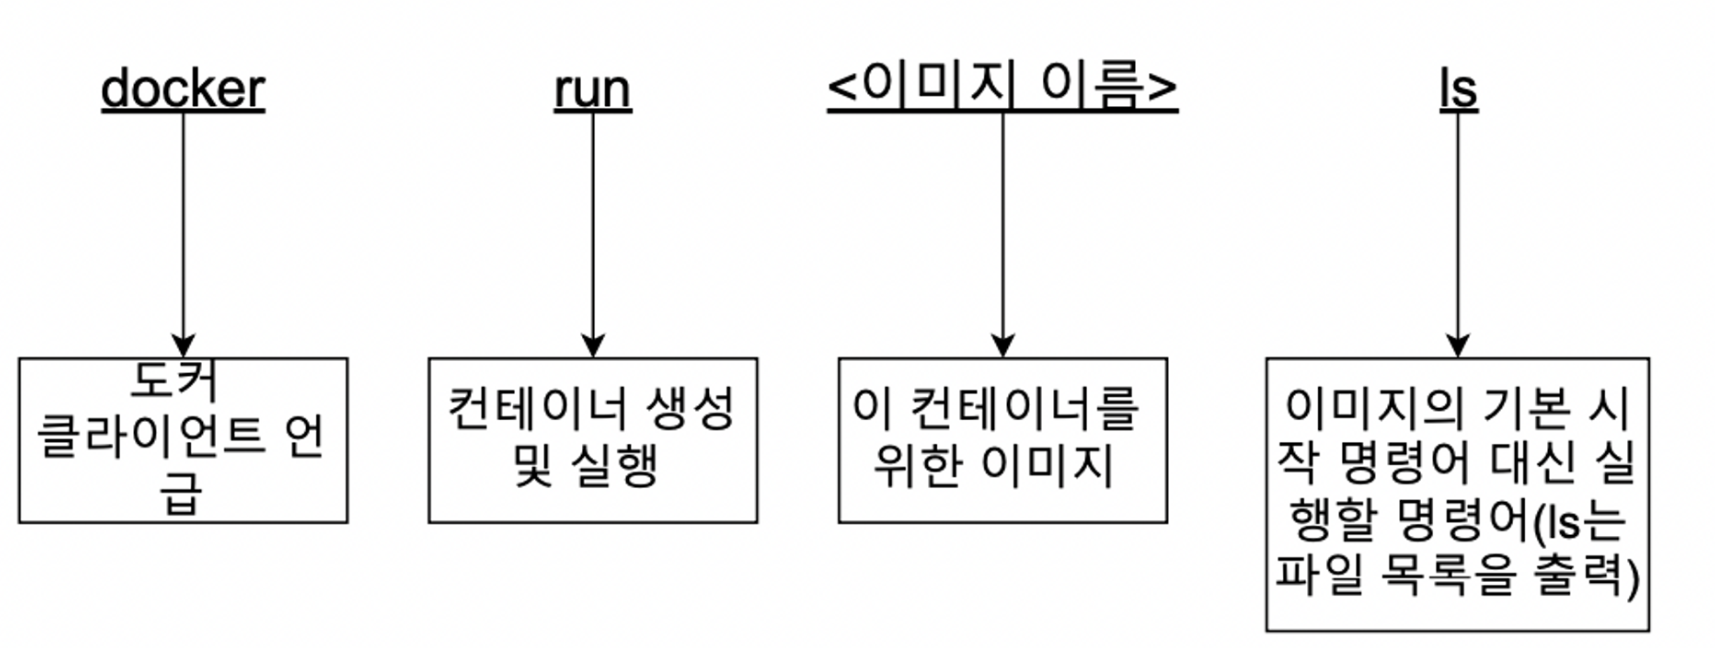 docker
run
<이미지 이름>
ls
도커
클라이언트 언
급
컨테이너 생성
및 실행
이 컨테이너를
위한 이미지
이미지의 기본 시
작 명령어 대신 실
행할 명령어(ls는
파일 목록을 출력)